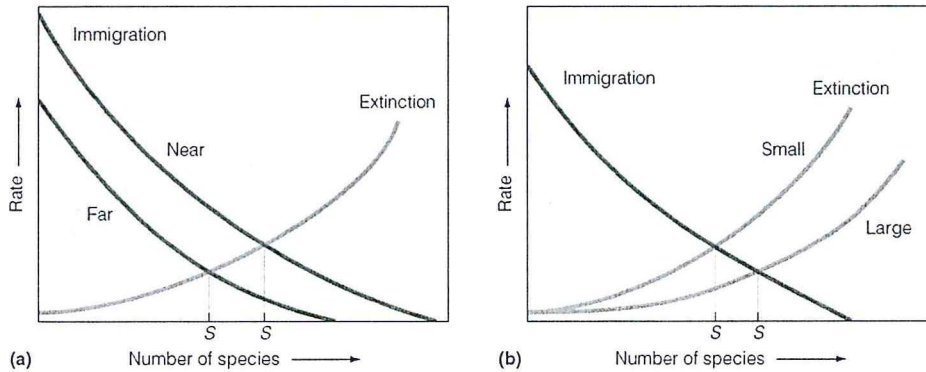 Immigration
Extinction
Near
Far
Rate
S S
(a) Number of species
Immigration
Extinction
Small
Large
Rate
S S
(b) Number of species